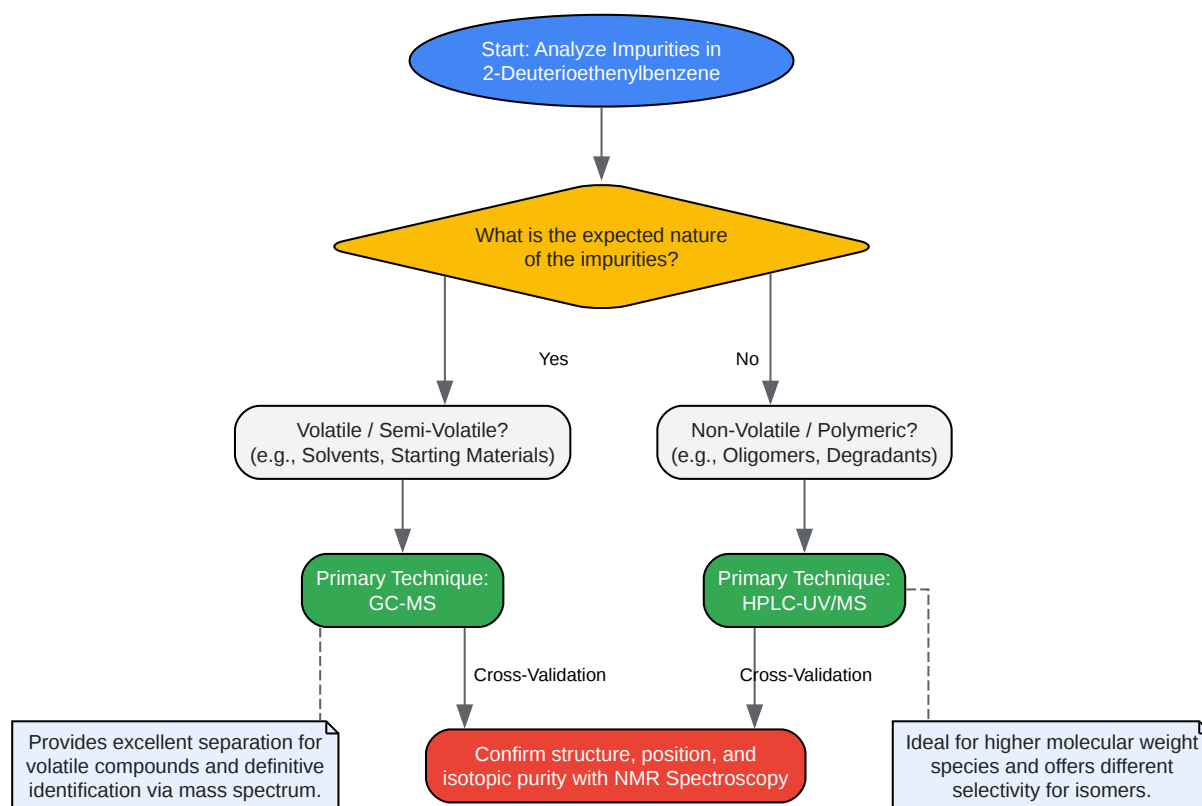 Start: Analyze Impurities in
2-Deuterioethenylbenzene
What is the expected nature
of the impurities?
Yes
No
Volatile / Semi-Volatile?
(e.g., Solvents, Starting Materials)
Non-Volatile / Polymeric?
(e.g., Oligomers, Degradants)
Primary Technique:
GC-MS
Primary Technique:
HPLC-UV/MS
Cross-Validation
Cross-Validation
Provides excellent separation for
volatile compounds and definitive
identification via mass spectrum.
Confirm structure, position, and
isotopic purity with NMR Spectroscopy
Ideal for higher molecular weight
species and offers different
selectivity for isomers.